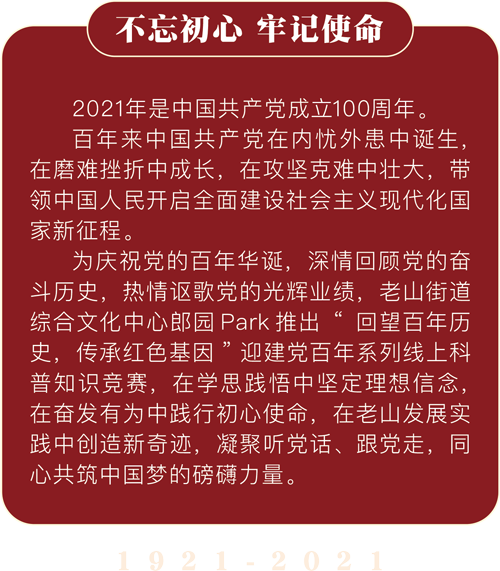 不忘初心 牢记使命
2021年是中国共产党成立100周年。
百年来中国共产党在内忧外患中诞生，
在磨难挫折中成长，在攻坚克难中壮大，带
领中国人民开启全面建设社会主义现代化国
家新征程。
为庆祝党的百年华诞，深情回顾党的奋
斗历史，热情讴歌党的光辉业绩，老山街道
综合文化中心郎园 Park 推出 “ 回望百年历
史，传承红色基因 ” 迎建党百年系列线上科
普知识竞赛，在学思践悟中坚定理想信念，
在奋发有为中践行初心使命，在老山发展实
践中创造新奇迹，凝聚听党话、跟党走，同
心共筑中国梦的磅礴力量。
1921-2021